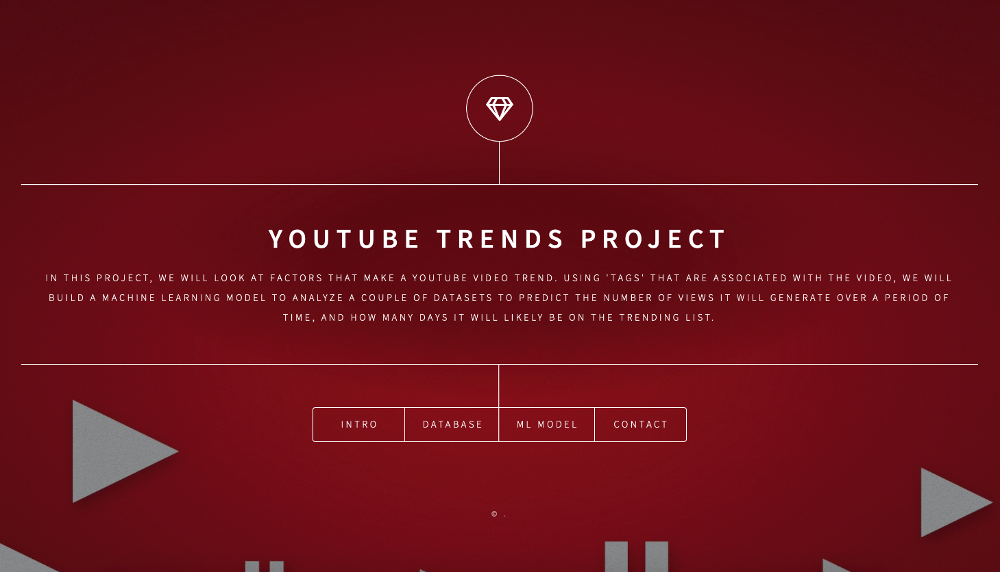 YOUTUBE TRENDS PROJECT
IN THIS PROJECT, WE WILL LOOK AT FACTORS THAT MAKE A YOUTUBE VIDEO TREND. USING 'TAGS' THAT ARE ASSOCIATED WITH THE VIDEO, WE WILL
BUILD A MACHINE LEARNING MODEL TO ANALYZE A COUPLE OF DATASETS TO PREDICT THE NUMBER OF VIEWS IT WILL GENERATE OVER A PERIOD OF
TIME, AND HOW MANY DAYS IT WILL LIKELY BE ON THE TRENDING LIST.
INTRO DATABASE ML MODEL CONTACT
© .